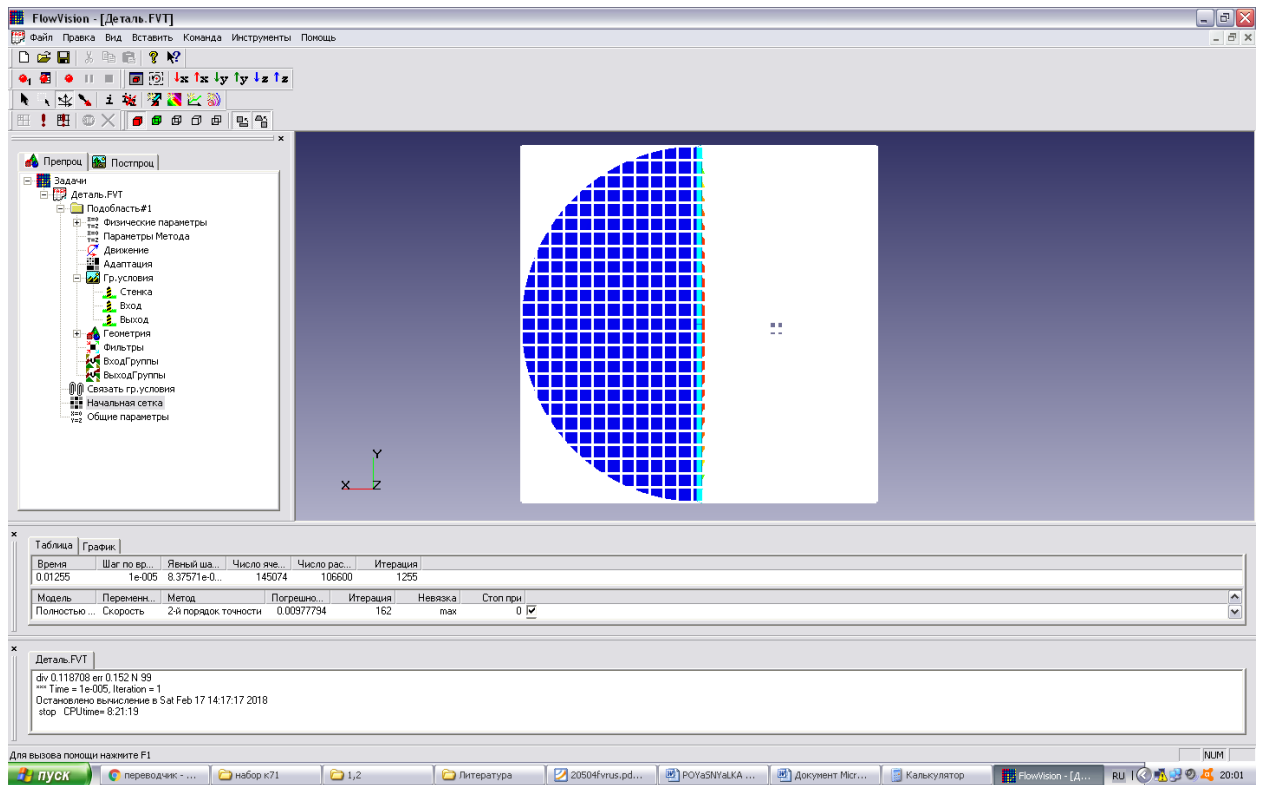 FlowVision - [Деталь.FVT]
Файл Правка Вид Вставить Команда Инструменты Помощь
x x y y z z
Препроц Постпроц
Задачи
Деталь.FVT
Подобласть#1
Физические параметры
Параметры Метода
Движение
Адаптация
Гр.условия
Стенка
Вход
Выход
Геометрия
Фильтры
ВходГруппы
ВыходГруппы
Связать гр.условия
Начальная сетка
Общие параметры
Y
X Z
Таблица График
Время Шаг по вр... Явный ша... Число яче... Число рас... Итерация
0.01255 1e-005 8.37571e-0... 145074 106600 1255
Модель Переменн... Метод Погрешно... Итерация Невязка Стоп при
Полностью ... Скорость 2-й порядок точности 0.00977794 162 max 0
Деталь.FVT
div 0.118708 err 0.152 N 99
*** Time = 1e-005, Iteration = 1
Остановлено вычисление в Sat Feb 17 14:17:17 2018
stop CPUtime= 8:21:19
Для вызова помощи нажмите F1
NUM
пуск переводчик - ... набор к71 1,2 Литература 20504fvrus.pd... POYaSNYaLKA ... Документ Micr... Калькулятор FlowVision - [Д... RU 20:01